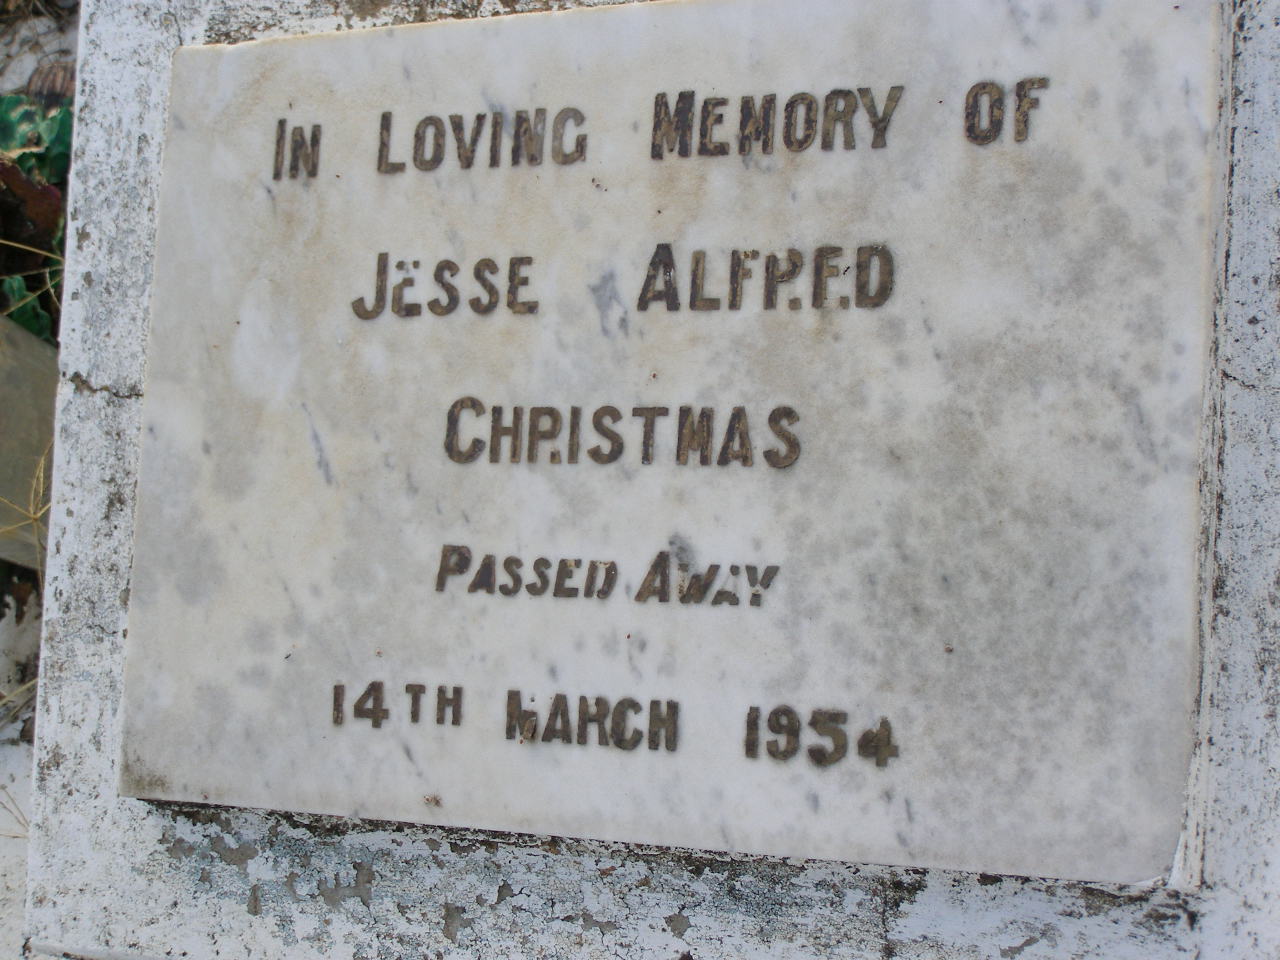 IN LOVING MEMORY OF
JESSE ALFRED
CHRISTMAS
PASSED AWAY
14TH MARCH 1954